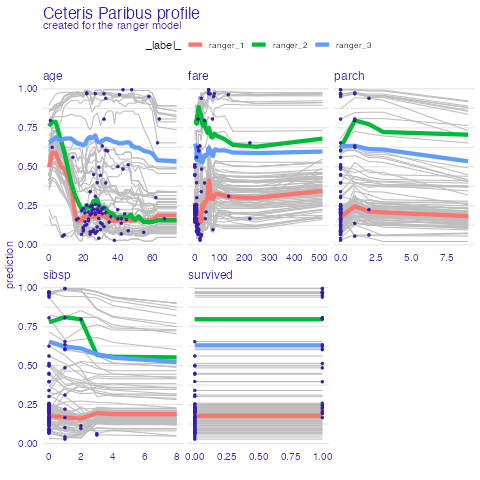 Ceteris Paribus profile
created for the ranger model
_label_ ranger_1 ranger_2 ranger_3
age fare parch
1.00
0.75
0.50
0.25
0.00
0 20 40 60 0 100 200 300 400 500 0.0 2.5 5.0 7.5
prediction
sibsp survived
1.00
0.75
0.50
0.25
0.00
0 2 4 6 8 0.00 0.25 0.50 0.75 1.00